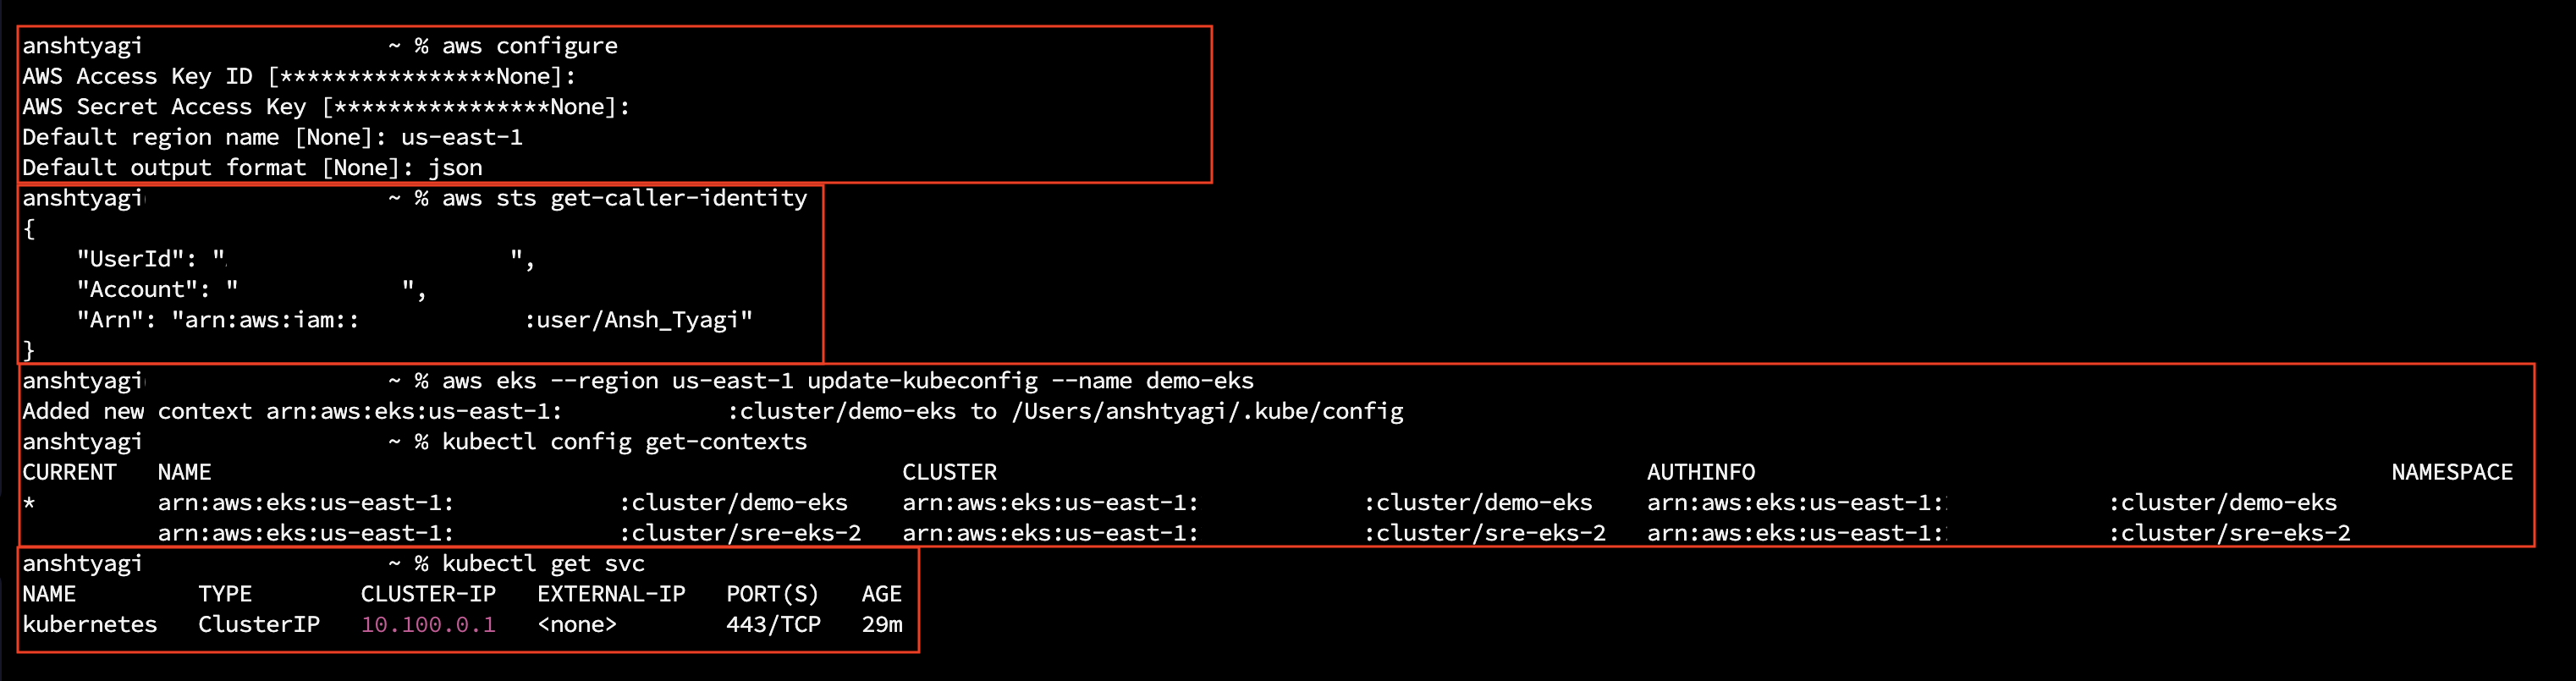 anshtyagi ~ % aws configure
AWS Access Key ID [****************None]:
AWS Secret Access Key [****************None]:
Default region name [None]: us-east-1
Default output format [None]: json
anshtyagi ~ % aws sts get-caller-identity
{
    "UserId": " ",
    "Account": " ",
    "Arn": "arn:aws:iam:: :user/Ansh_Tyagi"
}
anshtyagi ~ % aws eks --region us-east-1 update-kubeconfig --name demo-eks
Added new context arn:aws:eks:us-east-1: :cluster/demo-eks to /Users/anshtyagi/.kube/config
anshtyagi ~ % kubectl config get-contexts
CURRENT   NAME   CLUSTER   AUTHINFO   NAMESPACE
*   arn:aws:eks:us-east-1: :cluster/demo-eks   arn:aws:eks:us-east-1: :cluster/demo-eks   arn:aws:eks:us-east-1: :cluster/demo-eks
arn:aws:eks:us-east-1: :cluster/sre-eks-2   arn:aws:eks:us-east-1: :cluster/sre-eks-2   arn:aws:eks:us-east-1: :cluster/sre-eks-2
anshtyagi ~ % kubectl get svc
NAME   TYPE   CLUSTER-IP   EXTERNAL-IP   PORT(S)   AGE
kubernetes   ClusterIP   10.100.0.1   <none>   443/TCP   29m